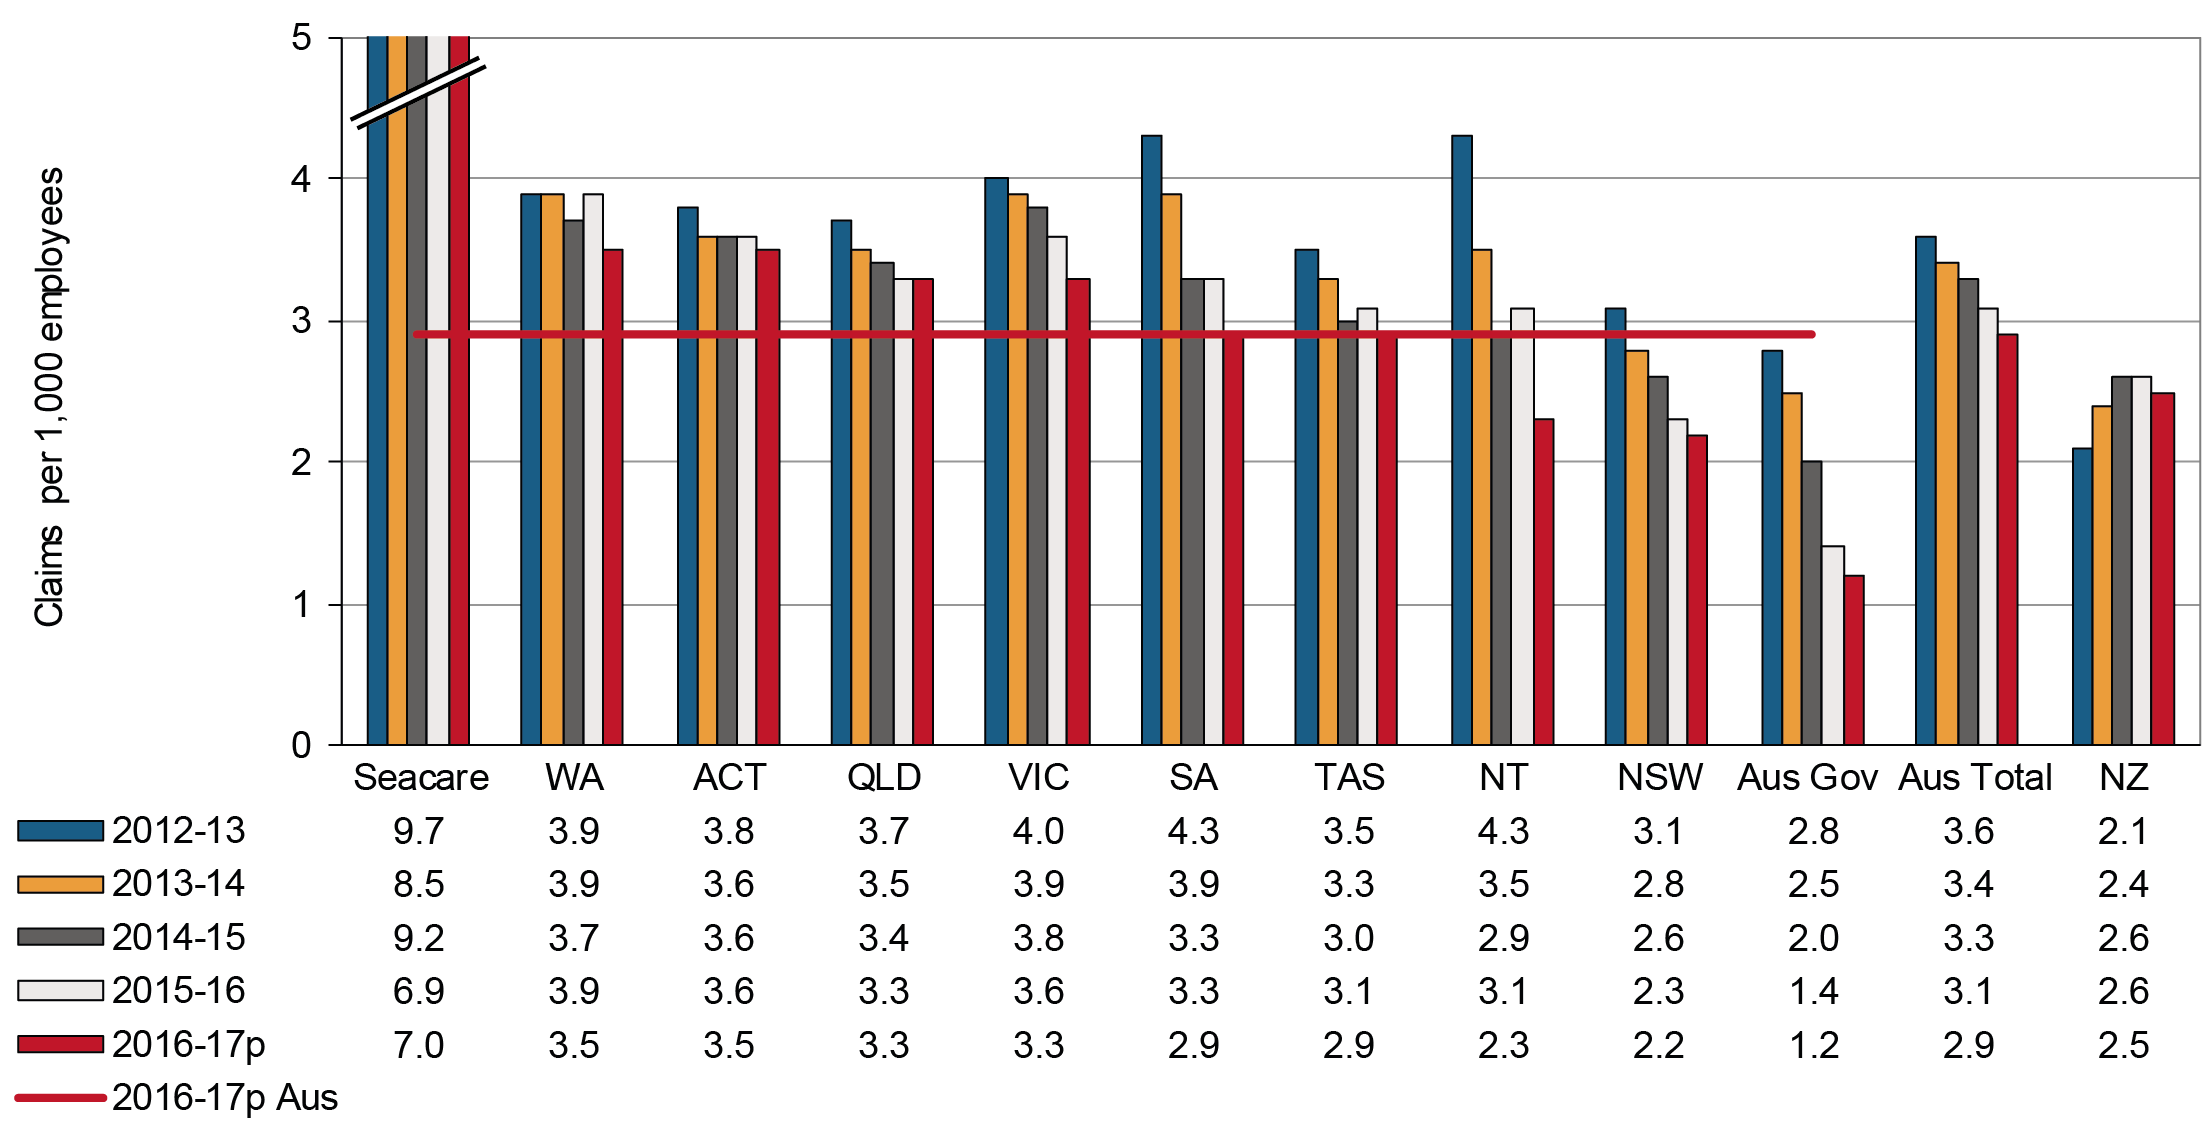 Claims per 1,000 employees
5
4
3
2
1
0
Seacare WA ACT QLD VIC SA TAS NT NSW Aus Gov Aus Total NZ
2012-13 9.7 3.9 3.8 3.7 4.0 4.3 3.5 4.3 3.1 2.8 3.6 2.1
2013-14 8.5 3.9 3.6 3.5 3.9 3.9 3.3 3.5 2.8 2.5 3.4 2.4
2014-15 9.2 3.7 3.6 3.4 3.8 3.3 3.0 2.9 2.6 2.0 3.3 2.6
2015-16 6.9 3.9 3.6 3.3 3.6 3.3 3.1 3.1 2.3 1.4 3.1 2.6
2016-17p 7.0 3.5 3.5 3.3 3.3 2.9 2.9 2.3 2.2 1.2 2.9 2.5
2016-17p Aus